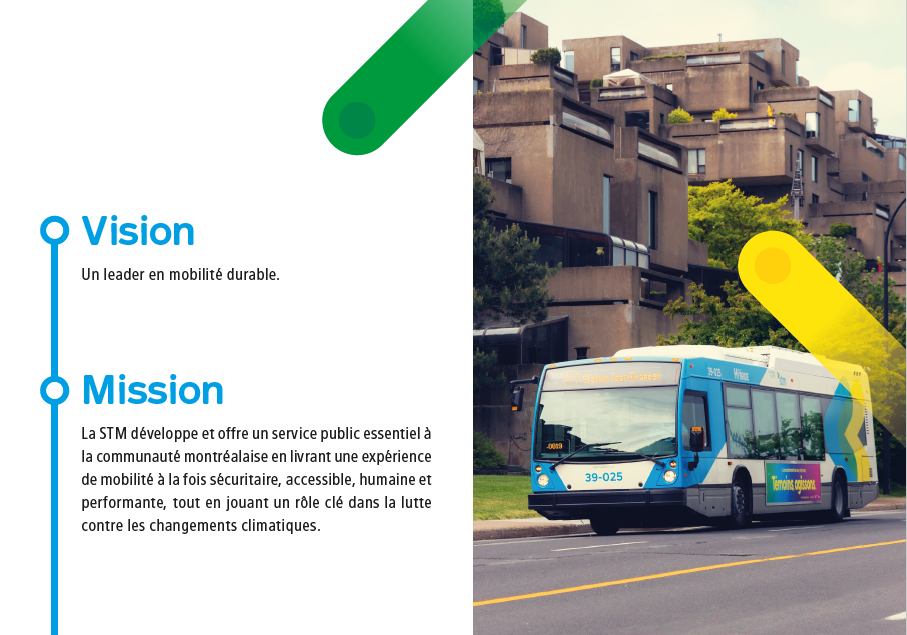 Vision
Un leader en mobilité durable.
Mission
La STM développe et offre un service public essentiel à
la communauté montréalaise en livrant une expérience
de mobilité à la fois sécuritaire, accessible, humaine et
performante, tout en jouant un rôle clé dans la lutte
contre les changements climatiques.
39-025
39-025
Témoins agissons